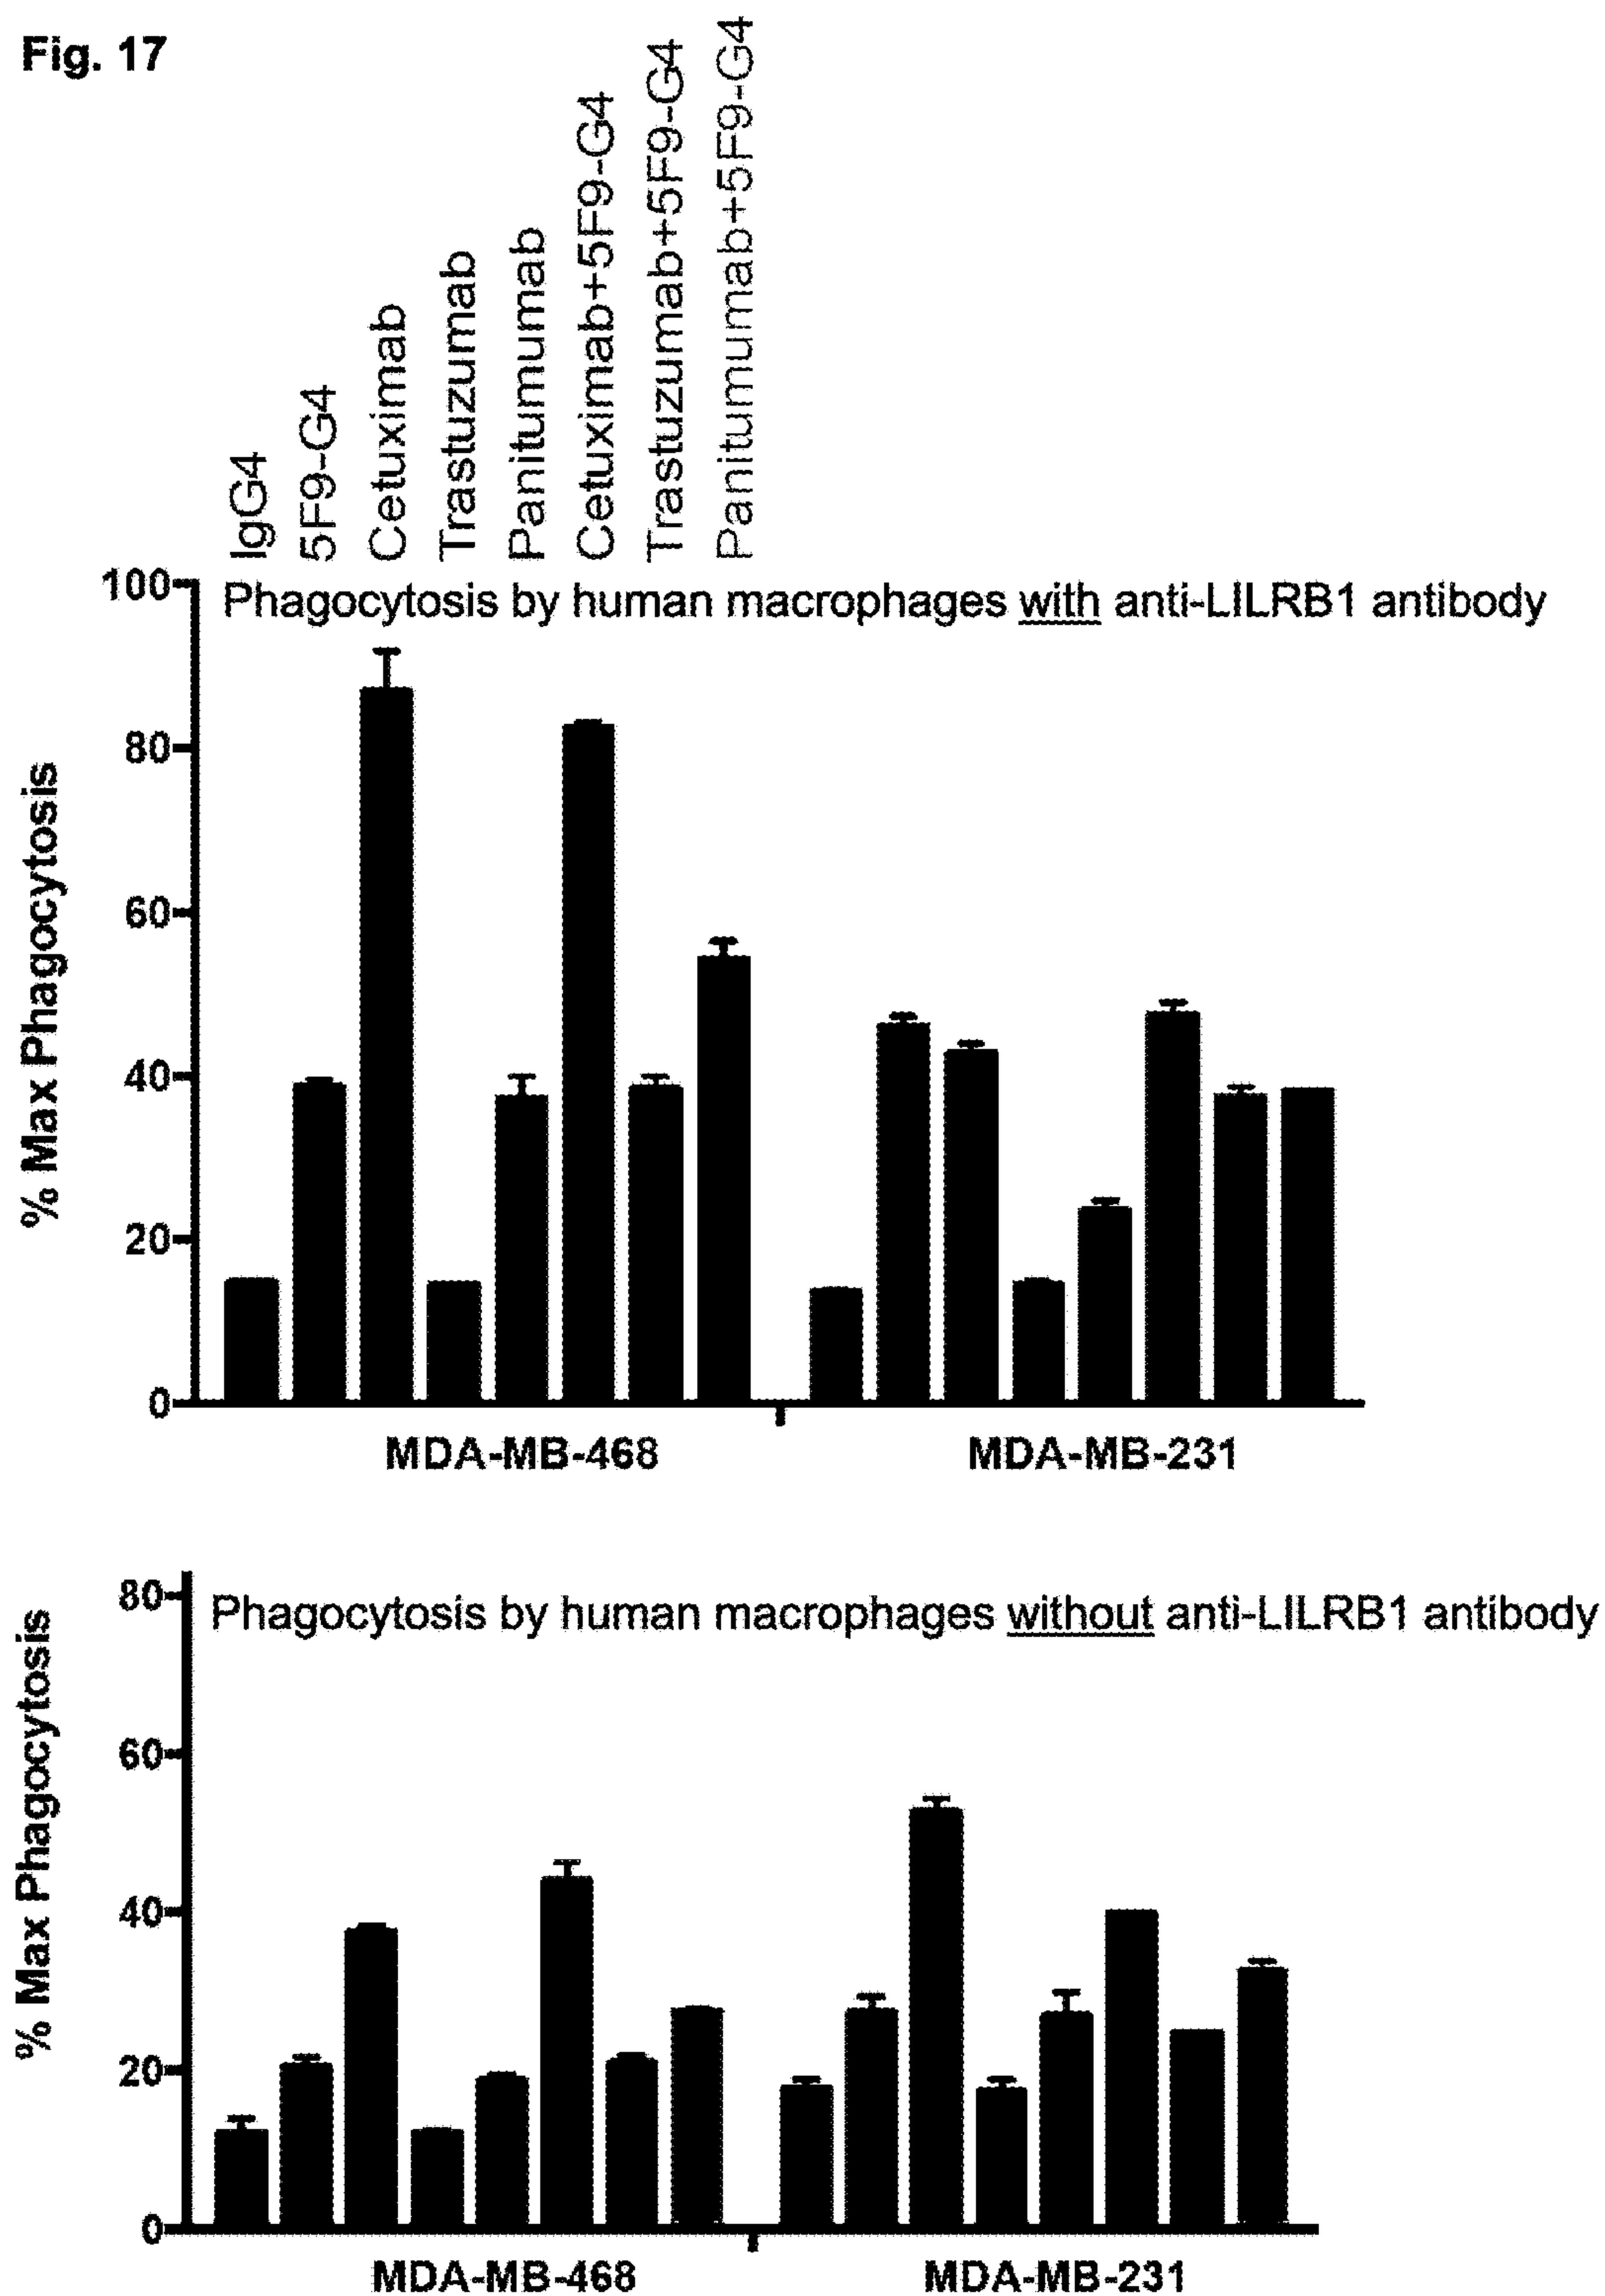 Fig. 17
IgG4
5F9-G4
Cetuximab
Trastuzumab
Panitumumab
Cetuximab+5F9-G4
Trastuzumab+5F9-G4
Panitumumab+5F9-G4
Phagocytosis by human macrophages with anti-LILRB1 antibody
% Max Phagocytosis
100
80
60
40
20
0
MDA-MB-468
MDA-MB-231
Phagocytosis by human macrophages without anti-LILRB1 antibody
% Max Phagocytosis
80
60
40
20
0
MDA-MB-468
MDA-MB-231